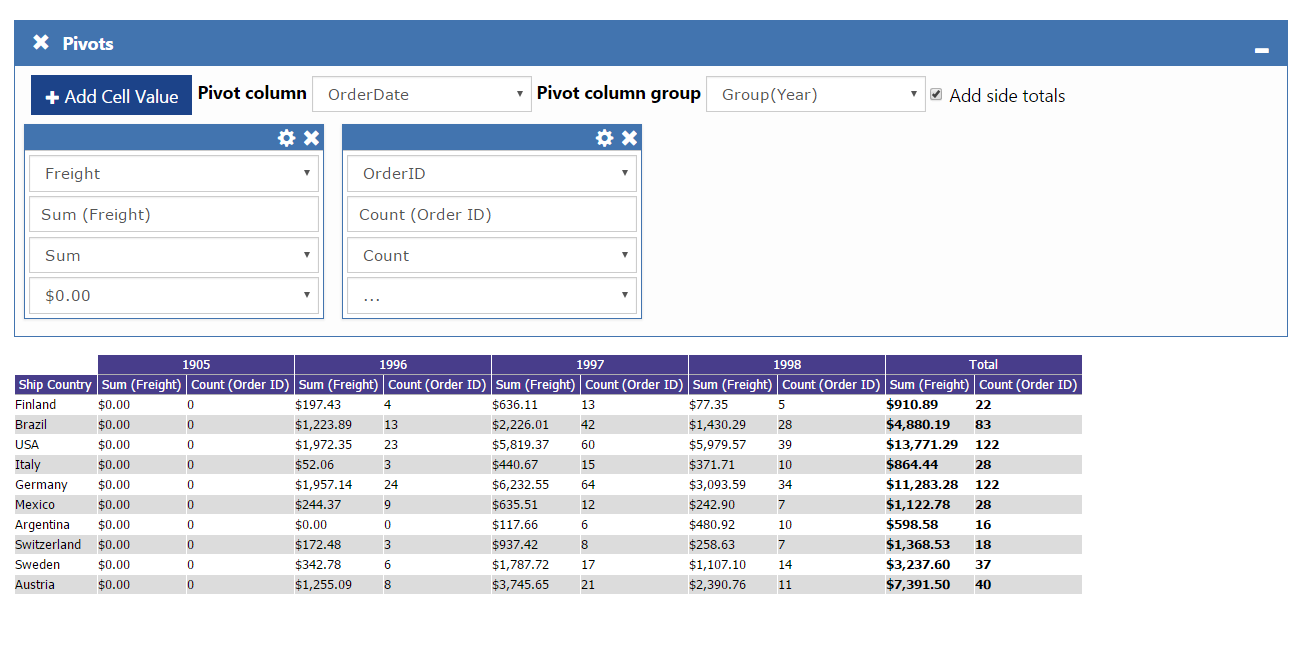 Pivots
Add Cell Value Pivot column OrderDate Pivot column group Group(Year) Add side totals
Freight OrderID
Sum (Freight) Count (Order ID)
Sum Count
$0.00 ...
1905 1996 1997 1998 Total
Ship Country Sum (Freight) Count (Order ID) Sum (Freight) Count (Order ID) Sum (Freight) Count (Order ID) Sum (Freight) Count (Order ID) Sum (Freight) Count (Order ID)
Finland $0.00 0 $197.43 4 $636.11 13 $77.35 5 $910.89 22
Brazil $0.00 0 $1,223.89 13 $2,226.01 42 $1,430.29 28 $4,880.19 83
USA $0.00 0 $1,972.35 23 $5,819.37 60 $5,979.57 39 $13,771.29 122
Italy $0.00 0 $52.06 3 $440.67 15 $371.71 10 $864.44 28
Germany $0.00 0 $1,957.14 24 $6,232.55 64 $3,093.59 34 $11,283.28 122
Mexico $0.00 0 $244.37 9 $635.51 12 $242.90 7 $1,122.78 28
Argentina $0.00 0 $0.00 0 $117.66 6 $480.92 10 $598.58 16
Switzerland $0.00 0 $172.48 3 $937.42 8 $258.63 7 $1,368.53 18
Sweden $0.00 0 $342.78 6 $1,787.72 17 $1,107.10 14 $3,237.60 37
Austria $0.00 0 $1,255.09 8 $3,745.65 21 $2,390.76 11 $7,391.50 40